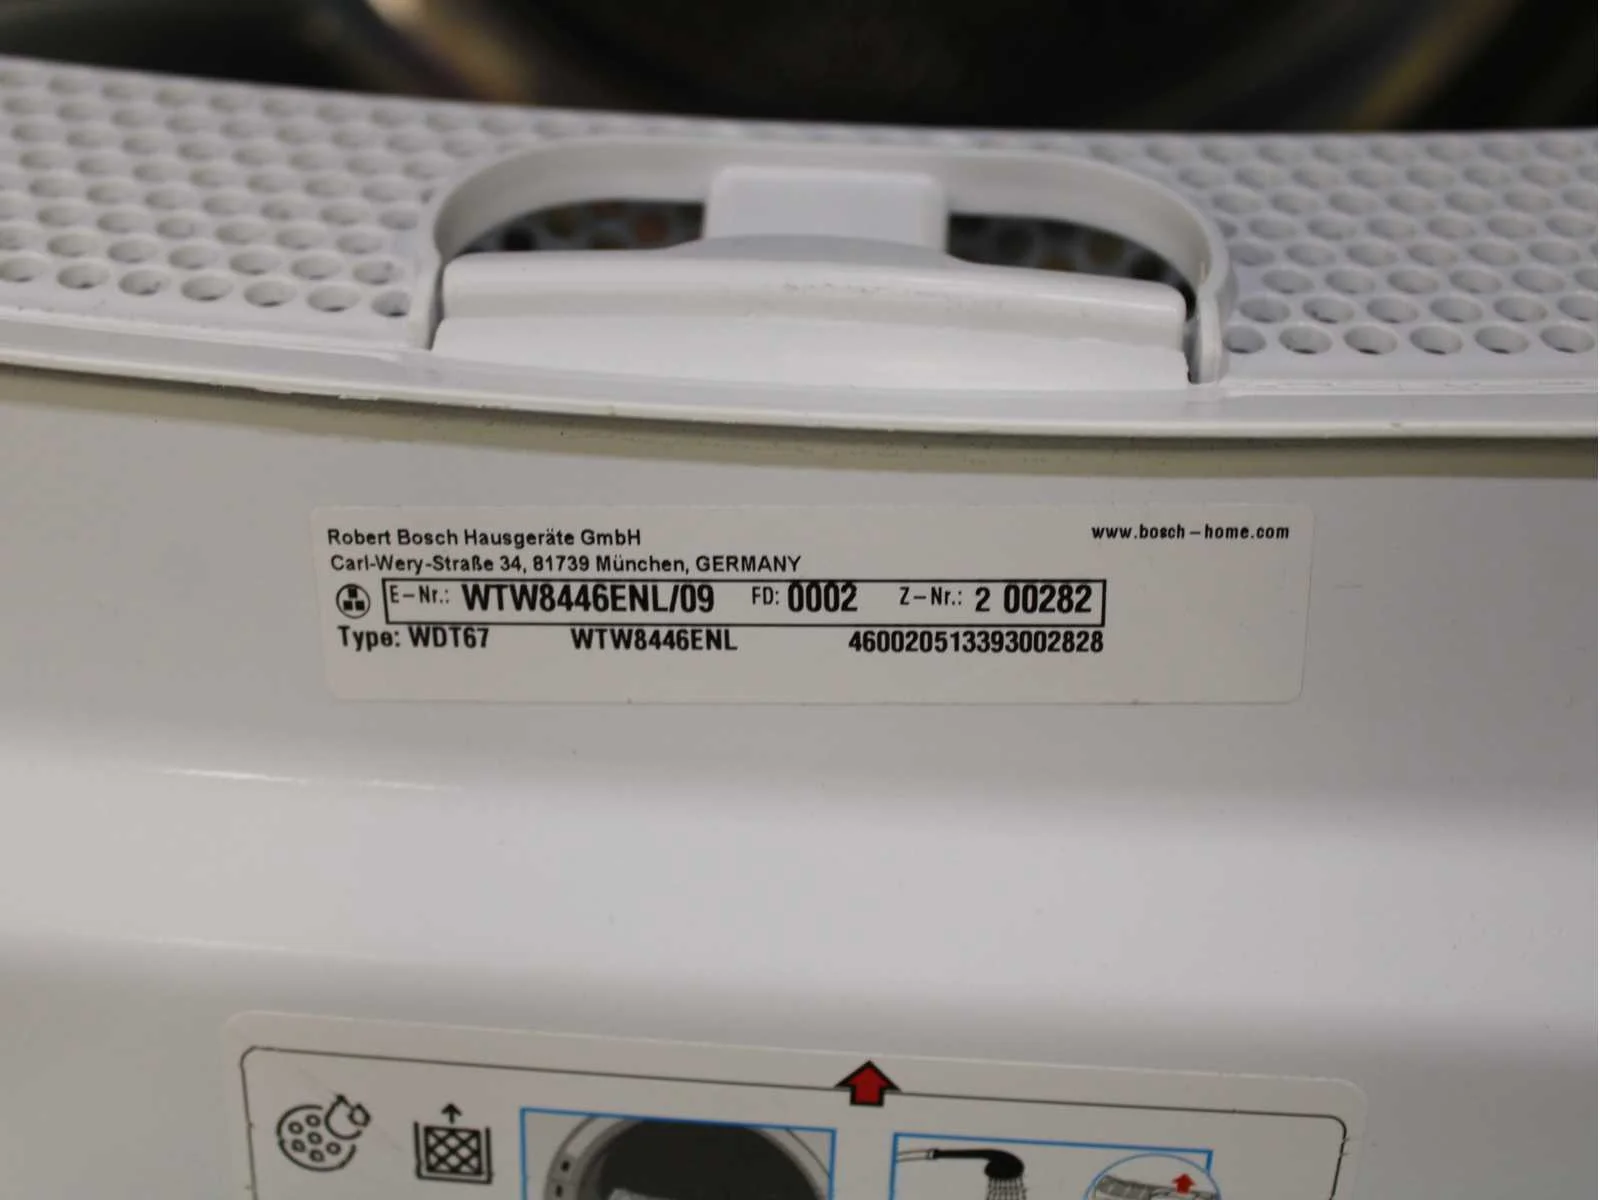 Robert Bosch Hausgeräte GmbH
www.bosch-home.com
Carl-Wery-Straße 34, 81739 München, GERMANY
E-Nr.: WTW8446ENL/09 FD: 0002 Z-Nr.: 2 00282
Type: WDT67 WTW8446ENL 460020513393002828